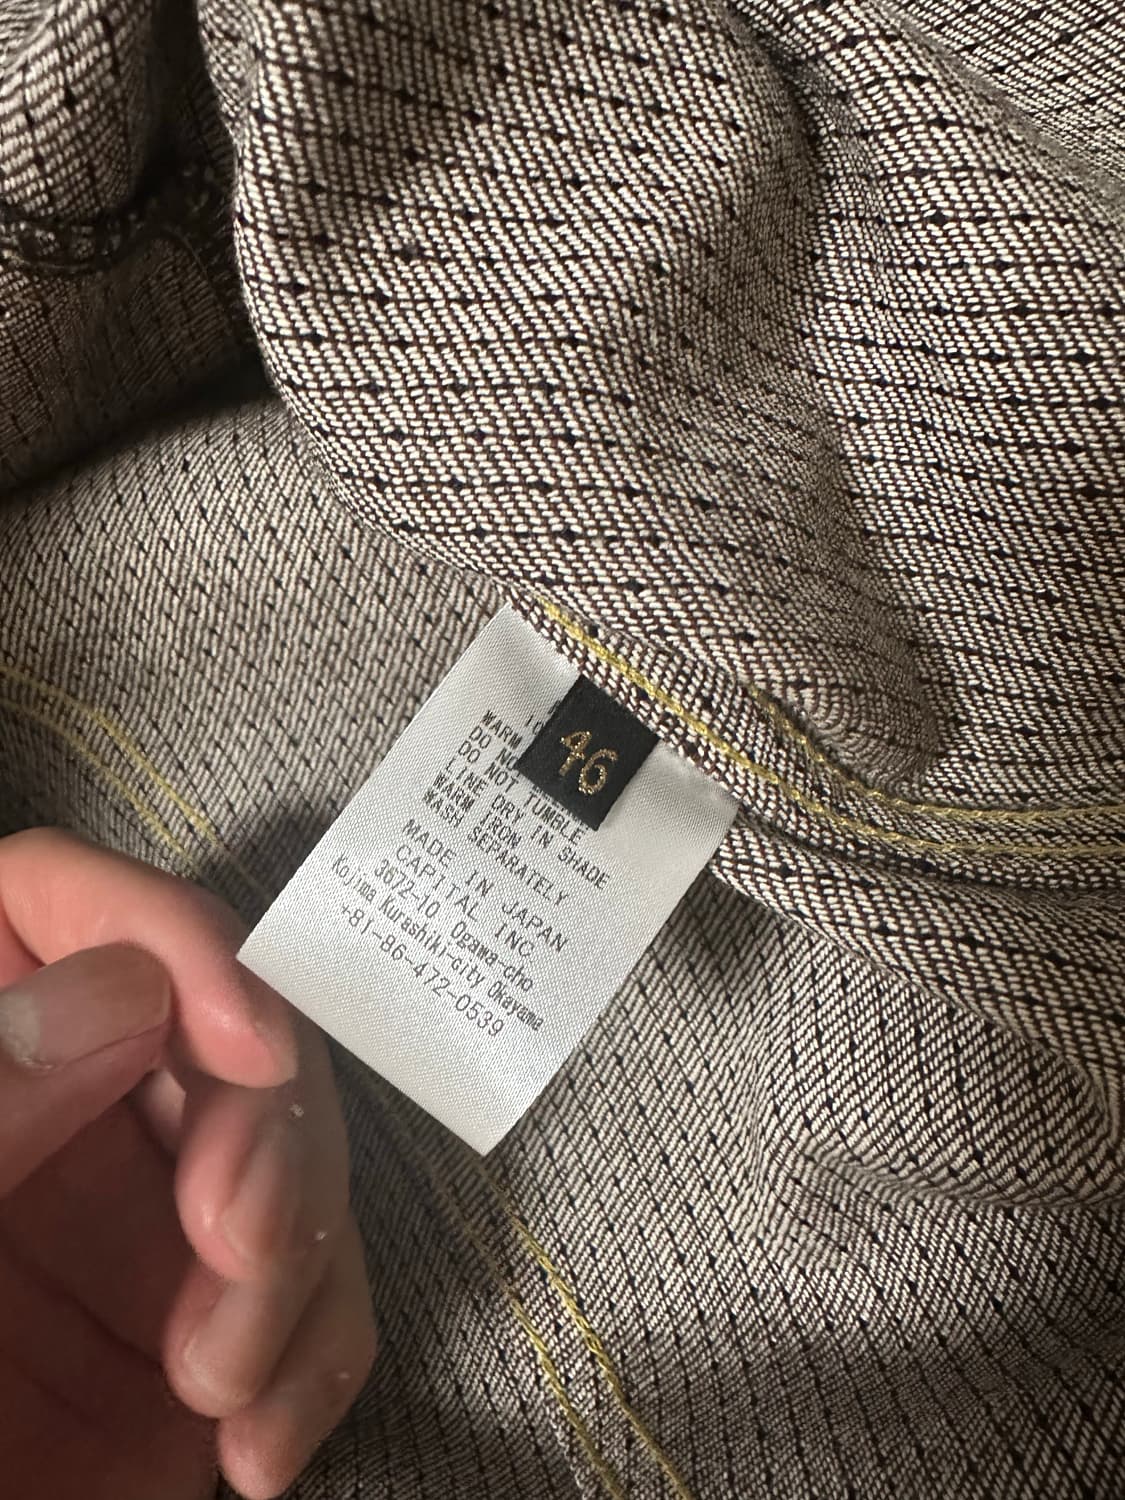 46
WARM
DO NO
DO NOT TUMBLE
LINE DRY IN SHADE
WARM IRON
WASH SEPARATELY
MADE IN JAPAN
CAPITAL INC.
3672-10 Ogawa-cho
Kojima Kurashiki-city Okayama
+81-86-472-0539